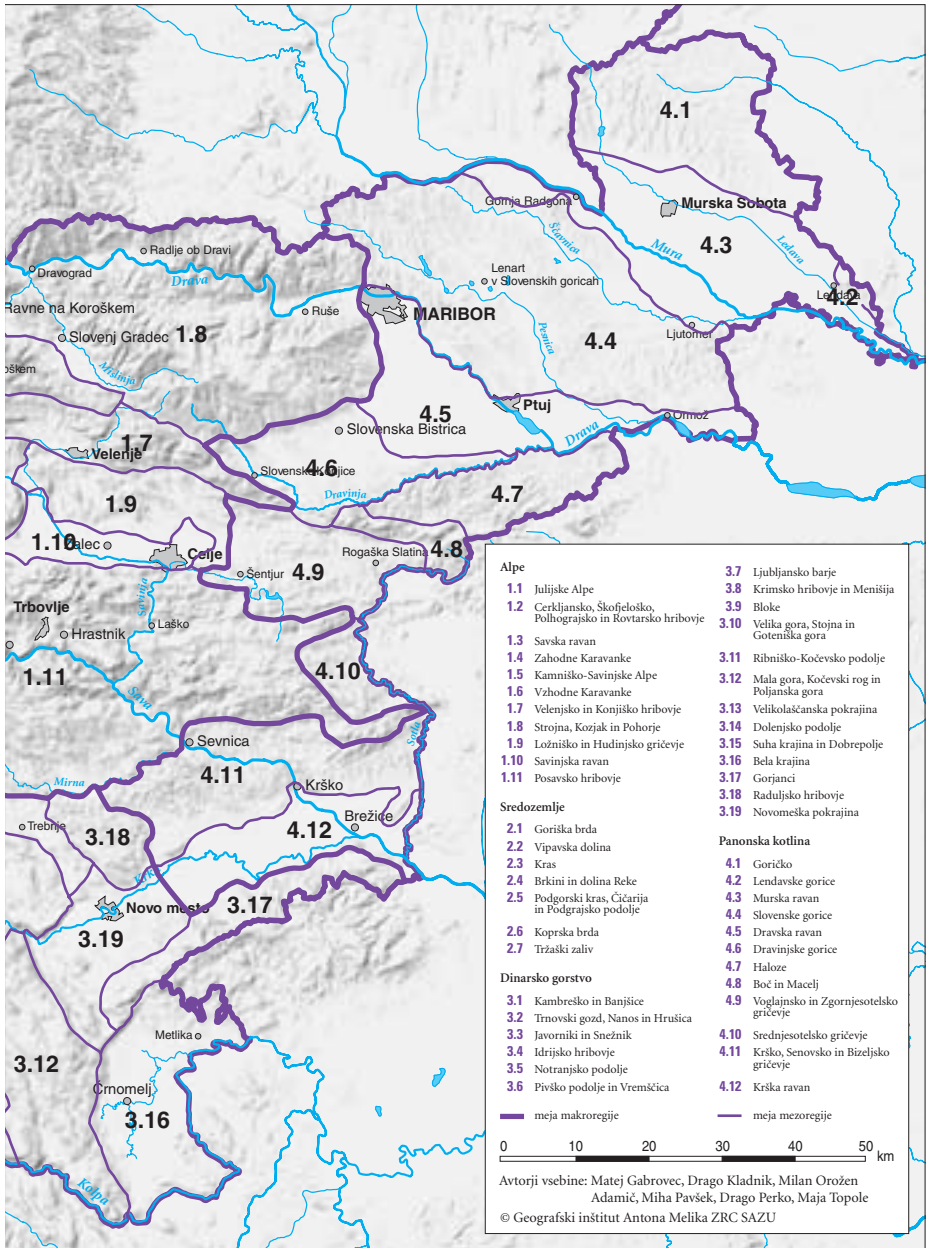 4.1
Gornja Radgona
Murska Sobota
Ščavnica
Mura
4.3
Ledava
Radlje ob Dravi
Dravograd
Drava
Lenart
v Slovenskih goricah
4.2
Lendava
Ravne na Koroškem
Ruše
MARIBOR
Slovenj Gradec
1.8
Pesnica
4.4
Ljutomer
oškem
Mislinja
4.5
Ptuj
Ormož
Slovenska Bistrica
Drava
1.7
Velenje
4.6
Slovenske Konjice
Dravinja
4.7
1.9
1.10
Žalec
Celje
Rogaška Slatina
4.8
Šentjur
4.9
Savinja
Trbovlje
Hrastnik
Laško
4.10
1.11
Sava
Sotla
Sevnica
4.11
Mirna
Krško
Trebnje
3.18
4.12
Brežice
Krka
Novo mesto
3.17
3.19
Metlika
3.12
Črnomelj
3.16
Kolpa
Alpe
1.1 Julijske Alpe
1.2 Cerkljansko, Škofjeloško,
Polhograjsko in Rovtarsko hribovje
1.3 Savska ravan
1.4 Zahodne Karavanke
1.5 Kamniško-Savinjske Alpe
1.6 Vzhodne Karavanke
1.7 Velenjsko in Konjiško hribovje
1.8 Strojna, Kozjak in Pohorje
1.9 Ložniško in Hudinjsko gričevje
1.10 Savinjska ravan
1.11 Posavsko hribovje
Sredozemlje
2.1 Goriška brda
2.2 Vipavska dolina
2.3 Kras
2.4 Brkini in dolina Reke
2.5 Podgorski kras, Čičarija
in Podgrajsko podolje
2.6 Koprska brda
2.7 Tržaški zaliv
Dinarsko gorstvo
3.1 Kambreško in Banjšice
3.2 Trnovski gozd, Nanos in Hrušica
3.3 Javorniki in Snežnik
3.4 Idrijsko hribovje
3.5 Notranjsko podolje
3.6 Pivško podolje in Vremščica
meja makroregije
3.7 Ljubljansko barje
3.8 Krimsko hribovje in Menišija
3.9 Bloke
3.10 Velika gora, Stojna in
Goteniška gora
3.11 Ribniško-Kočevsko podolje
3.12 Mala gora, Kočevski rog in
Poljanska gora
3.13 Velikolaščanska pokrajina
3.14 Dolenjsko podolje
3.15 Suha krajina in Dobrepolje
3.16 Bela krajina
3.17 Gorjanci
3.18 Raduljsko hribovje
3.19 Novomeška pokrajina
Panonska kotlina
4.1 Goričko
4.2 Lendavske gorice
4.3 Murska ravan
4.4 Slovenske gorice
4.5 Dravska ravan
4.6 Dravinjske gorice
4.7 Haloze
4.8 Boč in Macelj
4.9 Voglajnsko in Zgornjesotelsko
gričevje
4.10 Srednjesotelsko gričevje
4.11 Krško, Senovsko in Bizeljsko
gričevje
4.12 Krška ravan
meja mezoregije
0 10 20 30 40 50
km
Avtorji vsebine: Matej Gabrovec, Drago Kladnik, Milan Orožen
Adamič, Miha Pavšek, Drago Perko, Maja Topole
© Geografski inštitut Antona Melika ZRC SAZU